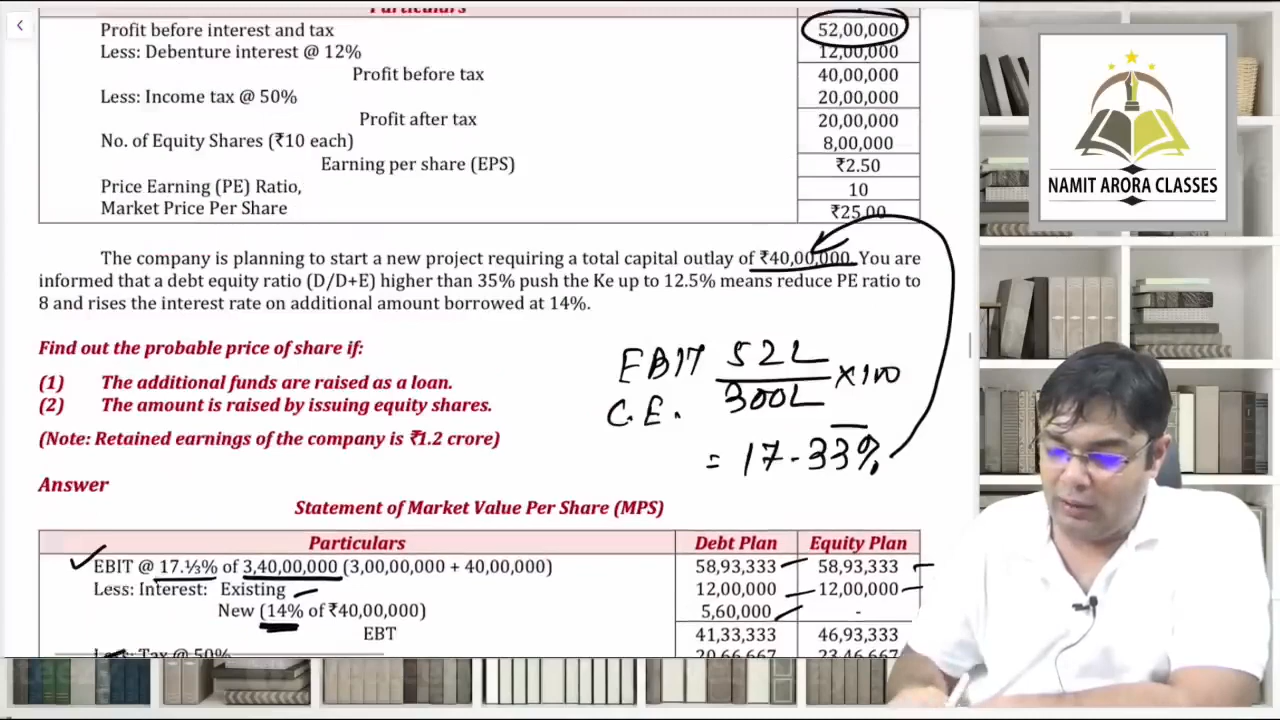 Particulars
Profit before interest and tax 52,00,000
Less: Debenture interest @ 12% 12,00,000
Profit before tax 40,00,000
Less: Income tax @ 50% 20,00,000
Profit after tax 20,00,000
No. of Equity Shares (₹10 each) 8,00,000
Earning per share (EPS) ₹2.50
Price Earning (PE) Ratio, 10
Market Price Per Share ₹25.00
The company is planning to start a new project requiring a total capital outlay of ₹40,00,000. You are
informed that a debt equity ratio (D/D+E) higher than 35% push the Ke up to 12.5% means reduce PE ratio to
8 and rises the interest rate on additional amount borrowed at 14%.
Find out the probable price of share if:
(1) The additional funds are raised as a loan.
(2) The amount is raised by issuing equity shares.
(Note: Retained earnings of the company is ₹1.2 crore)
EBIT 52L
C.E. 300L ×100
= 17.33%
Answer
Statement of Market Value Per Share (MPS)
Particulars Debt Plan Equity Plan
EBIT @ 17.⅓% of 3,40,00,000 (3,00,00,000 + 40,00,000) 58,93,333 58,93,333
Less: Interest: Existing 12,00,000 12,00,000
New (14% of ₹40,00,000) 5,60,000 -
EBT 41,33,333 46,93,333
Less: Tax @ 50% 20,66,667 23,46,667
NAMIT ARORA CLASSES